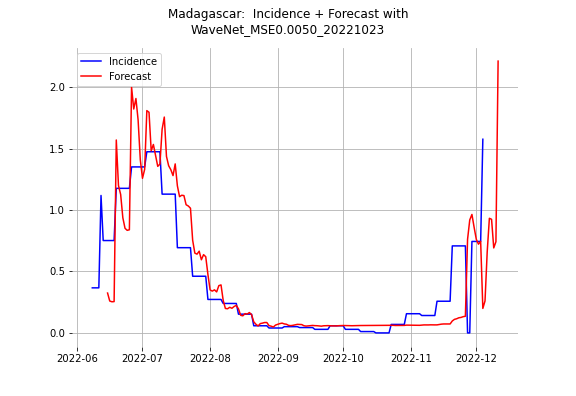 Madagascar:  Incidence + Forecast with
WaveNet_MSE0.0050_20221023
Incidence
Forecast
2.0
1.5
1.0
0.5
0.0
2022-06 2022-07 2022-08 2022-09 2022-10 2022-11 2022-12